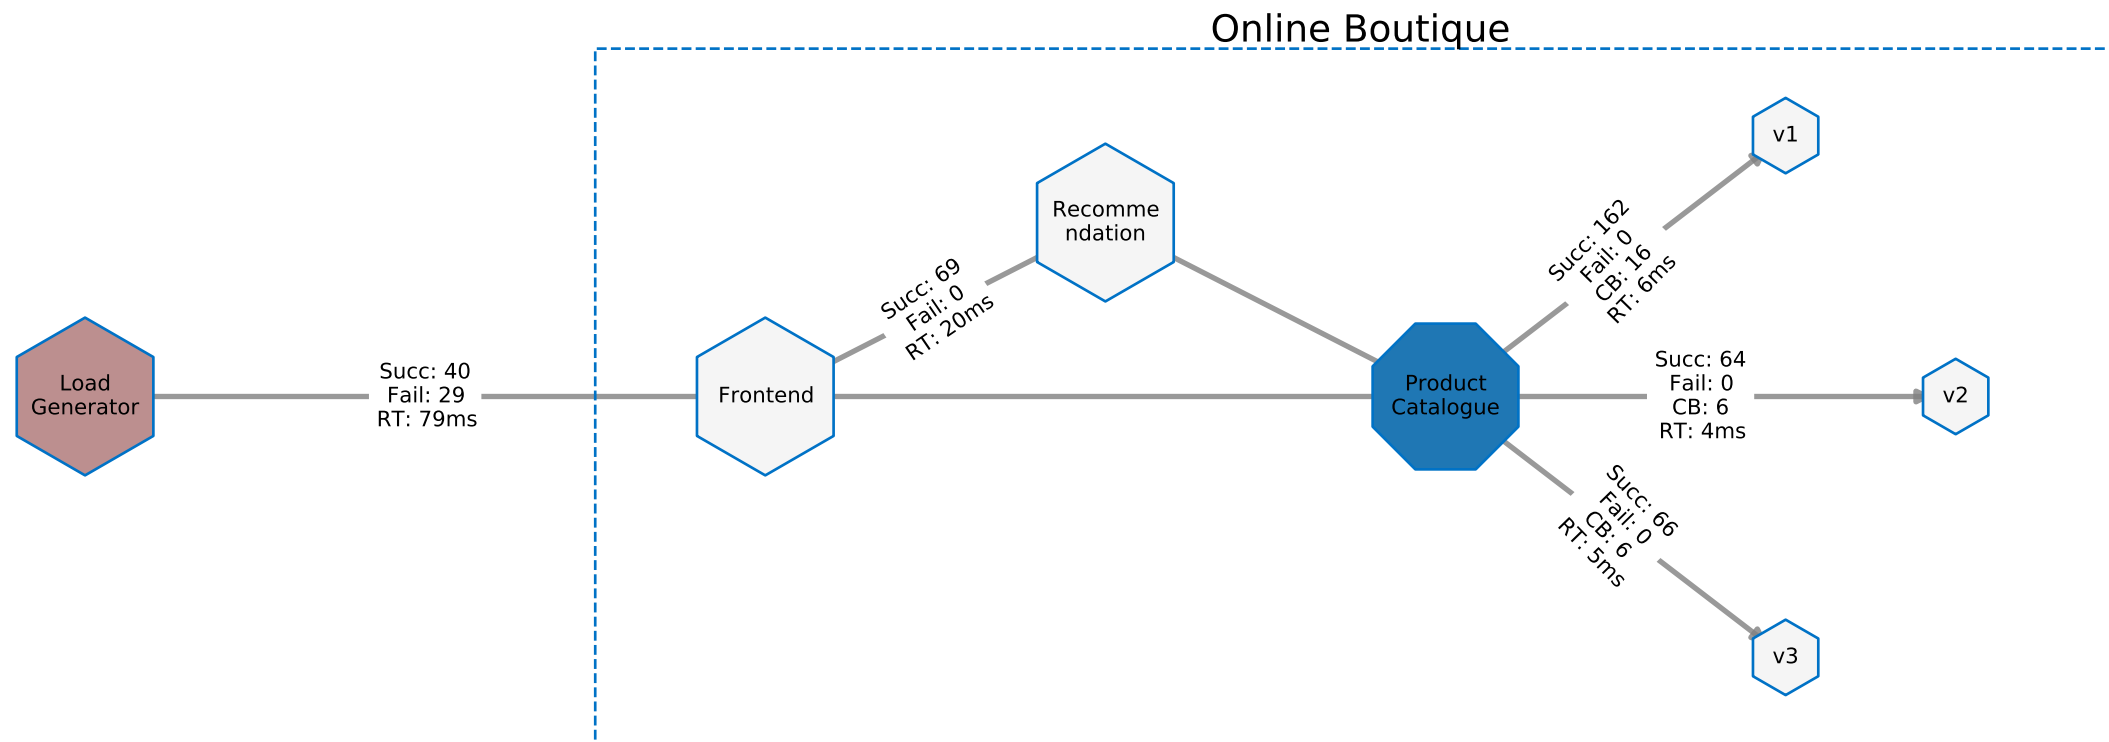 Online Boutique
Load
Generator
Succ: 40
Fail: 29
RT: 79ms
Frontend
Succ: 69
Fail: 0
RT: 20ms
Recomme
ndation
Product
Catalogue
Succ: 162
Fail: 0
CB: 16
RT: 6ms
v1
Succ: 64
Fail: 0
CB: 6
RT: 4ms
v2
Succ: 66
Fail: 0
CB: 6
RT: 5ms
v3